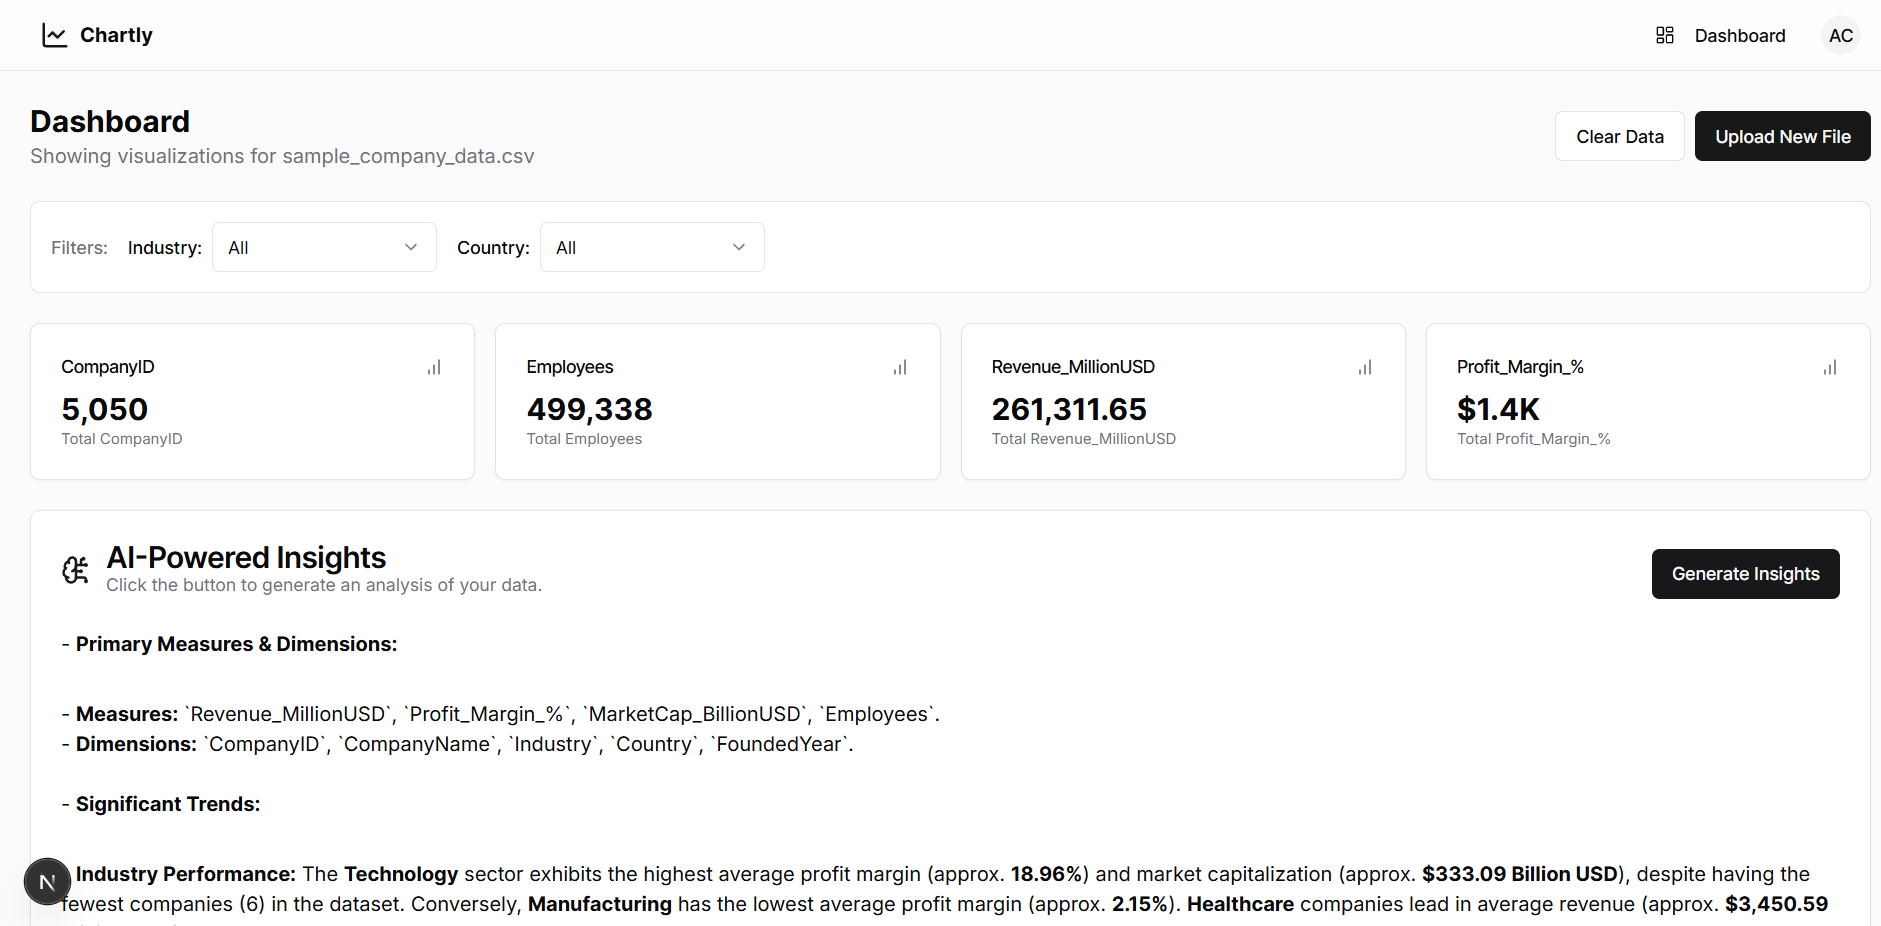 Chartly
Dashboard
AC
Dashboard
Showing visualizations for sample_company_data.csv
Clear Data
Upload New File
Filters: Industry: All Country: All
CompanyID
5,050
Total CompanyID
Employees
499,338
Total Employees
Revenue_MillionUSD
261,311.65
Total Revenue_MillionUSD
Profit_Margin_%
$1.4K
Total Profit_Margin_%
AI-Powered Insights
Click the button to generate an analysis of your data.
Generate Insights
- Primary Measures & Dimensions:
- Measures: `Revenue_MillionUSD`, `Profit_Margin_%`, `MarketCap_BillionUSD`, `Employees`.
- Dimensions: `CompanyID`, `CompanyName`, `Industry`, `Country`, `FoundedYear`.
- Significant Trends:
Industry Performance: The Technology sector exhibits the highest average profit margin (approx. 18.96%) and market capitalization (approx. $333.09 Billion USD), despite having the
fewest companies (6) in the dataset. Conversely, Manufacturing has the lowest average profit margin (approx. 2.15%). Healthcare companies lead in average revenue (approx. $3,450.59
N